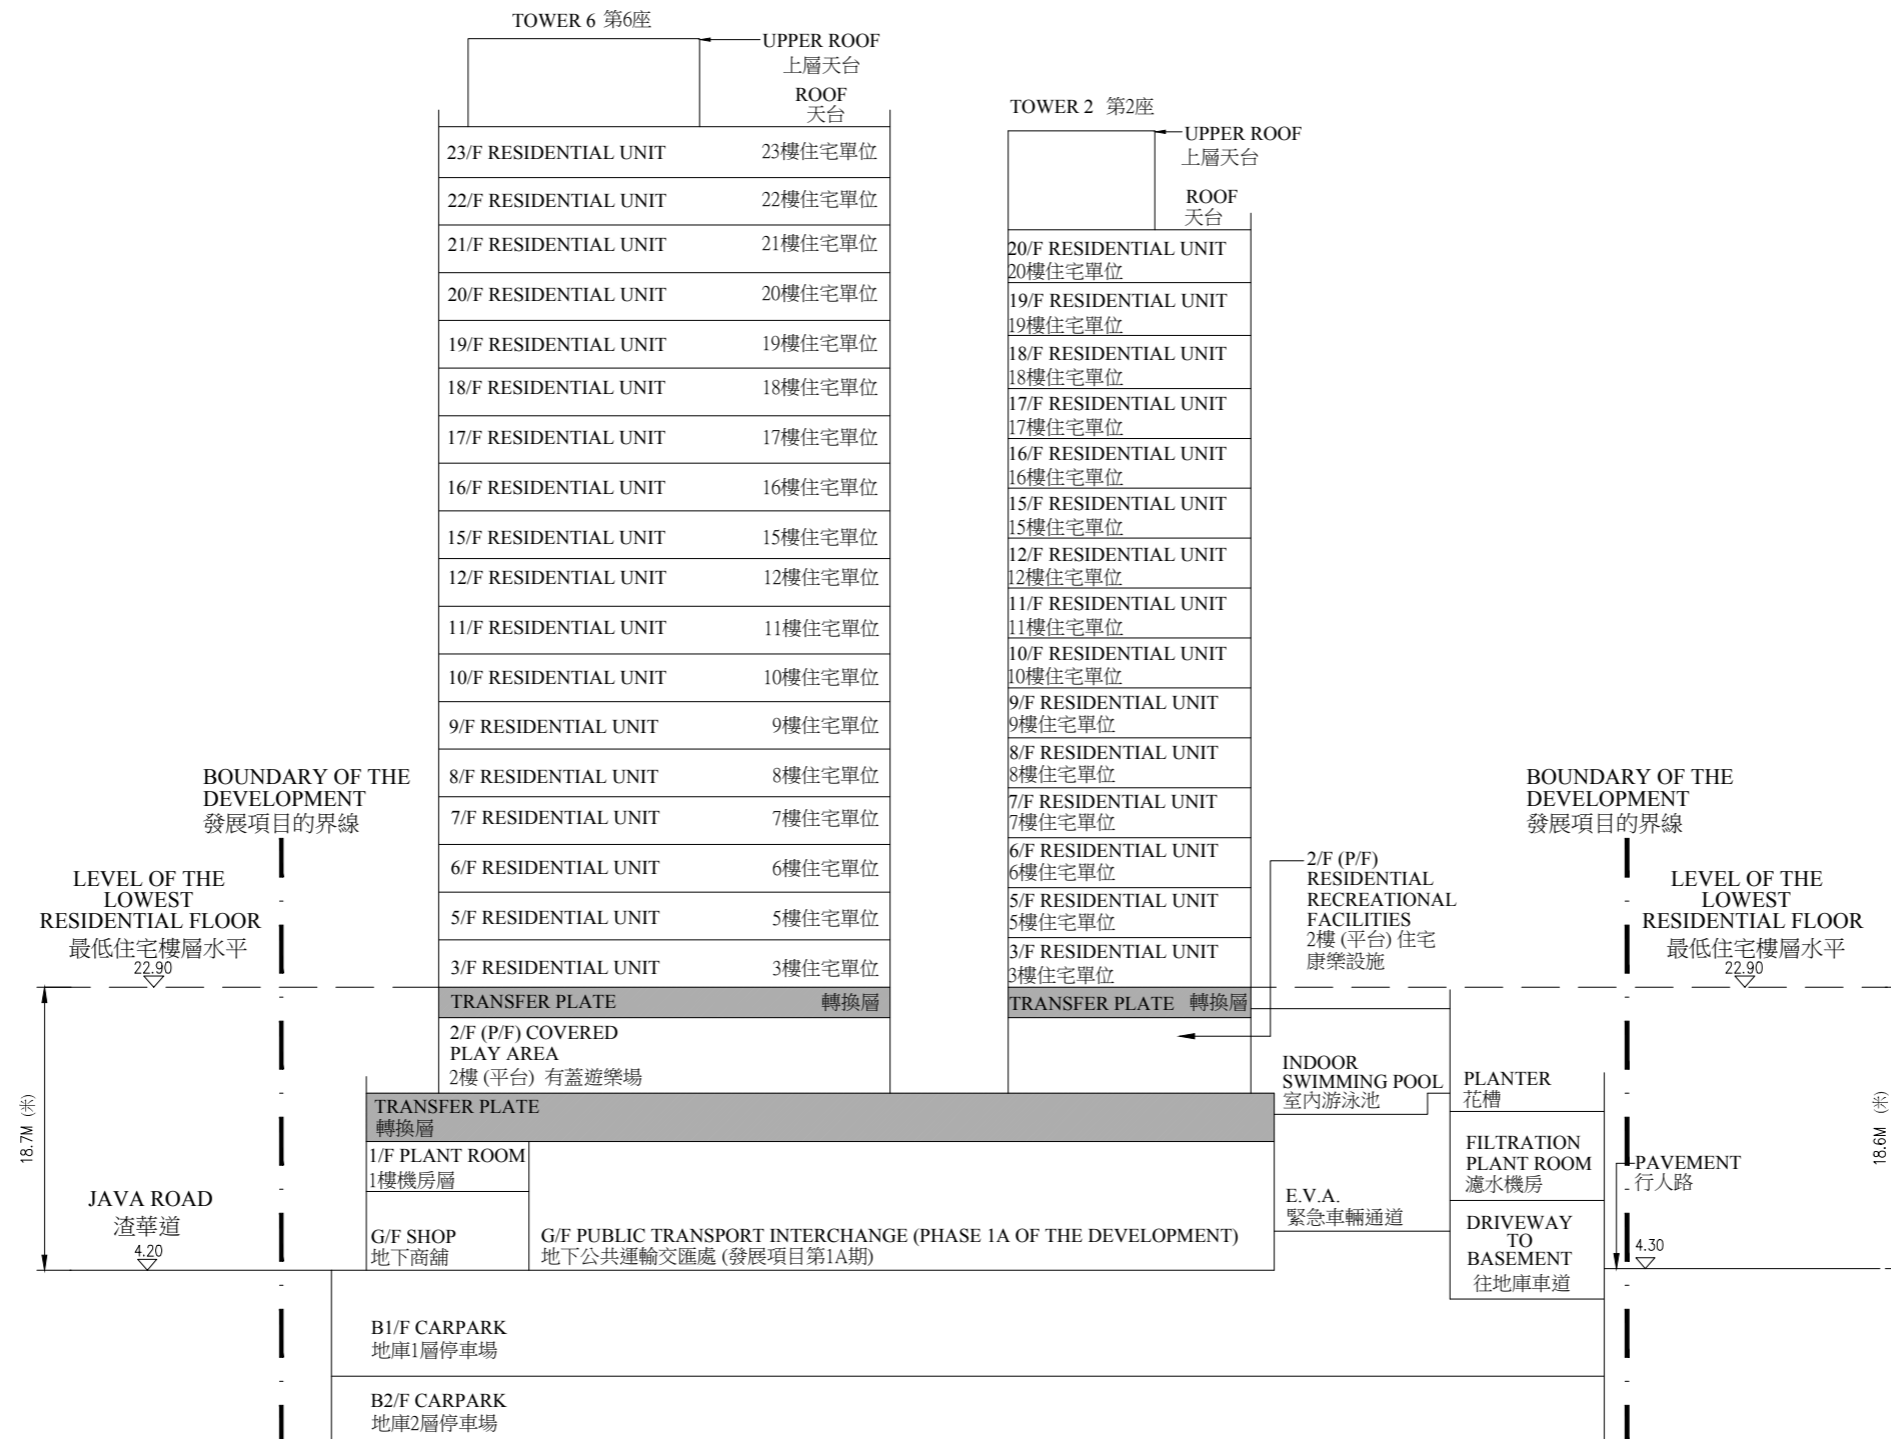 TOWER 6 第6座
UPPER ROOF
上層天台
ROOF
天台
23/F RESIDENTIAL UNIT 23樓住宅單位
22/F RESIDENTIAL UNIT 22樓住宅單位
21/F RESIDENTIAL UNIT 21樓住宅單位
20/F RESIDENTIAL UNIT 20樓住宅單位
19/F RESIDENTIAL UNIT 19樓住宅單位
18/F RESIDENTIAL UNIT 18樓住宅單位
17/F RESIDENTIAL UNIT 17樓住宅單位
16/F RESIDENTIAL UNIT 16樓住宅單位
15/F RESIDENTIAL UNIT 15樓住宅單位
12/F RESIDENTIAL UNIT 12樓住宅單位
11/F RESIDENTIAL UNIT 11樓住宅單位
10/F RESIDENTIAL UNIT 10樓住宅單位
9/F RESIDENTIAL UNIT 9樓住宅單位
8/F RESIDENTIAL UNIT 8樓住宅單位
7/F RESIDENTIAL UNIT 7樓住宅單位
6/F RESIDENTIAL UNIT 6樓住宅單位
5/F RESIDENTIAL UNIT 5樓住宅單位
3/F RESIDENTIAL UNIT 3樓住宅單位
TRANSFER PLATE 轉換層
2/F (P/F) COVERED
PLAY AREA
2樓 (平台) 有蓋遊樂場
TOWER 2 第2座
UPPER ROOF
上層天台
ROOF
天台
20/F RESIDENTIAL UNIT
20樓住宅單位
19/F RESIDENTIAL UNIT
19樓住宅單位
18/F RESIDENTIAL UNIT
18樓住宅單位
17/F RESIDENTIAL UNIT
17樓住宅單位
16/F RESIDENTIAL UNIT
16樓住宅單位
15/F RESIDENTIAL UNIT
15樓住宅單位
12/F RESIDENTIAL UNIT
12樓住宅單位
11/F RESIDENTIAL UNIT
11樓住宅單位
10/F RESIDENTIAL UNIT
10樓住宅單位
9/F RESIDENTIAL UNIT
9樓住宅單位
8/F RESIDENTIAL UNIT
8樓住宅單位
7/F RESIDENTIAL UNIT
7樓住宅單位
6/F RESIDENTIAL UNIT
6樓住宅單位
5/F RESIDENTIAL UNIT
5樓住宅單位
3/F RESIDENTIAL UNIT
3樓住宅單位
TRANSFER PLATE 轉換層
2/F (P/F)
RESIDENTIAL
RECREATIONAL
FACILITIES
2樓 (平台) 住宅
康樂設施
BOUNDARY OF THE
DEVELOPMENT
發展項目的界線
LEVEL OF THE
LOWEST
RESIDENTIAL FLOOR
最低住宅樓層水平
22.90
18.7M (米)
JAVA ROAD
渣華道
4.20
BOUNDARY OF THE
DEVELOPMENT
發展項目的界線
LEVEL OF THE
LOWEST
RESIDENTIAL FLOOR
最低住宅樓層水平
22.90
18.6M (米)
TRANSFER PLATE
轉換層
1/F PLANT ROOM
1樓機房層
G/F SHOP
地下商舖
G/F PUBLIC TRANSPORT INTERCHANGE (PHASE 1A OF THE DEVELOPMENT)
地下公共運輸交匯處 (發展項目第1A期)
INDOOR
SWIMMING POOL
室內游泳池
E.V.A.
緊急車輛通道
PLANTER
花槽
FILTRATION
PLANT ROOM
濾水機房
DRIVEWAY
TO
BASEMENT
往地庫車道
PAVEMENT
行人路
4.30
B1/F CARPARK
地庫1層停車場
B2/F CARPARK
地庫2層停車場